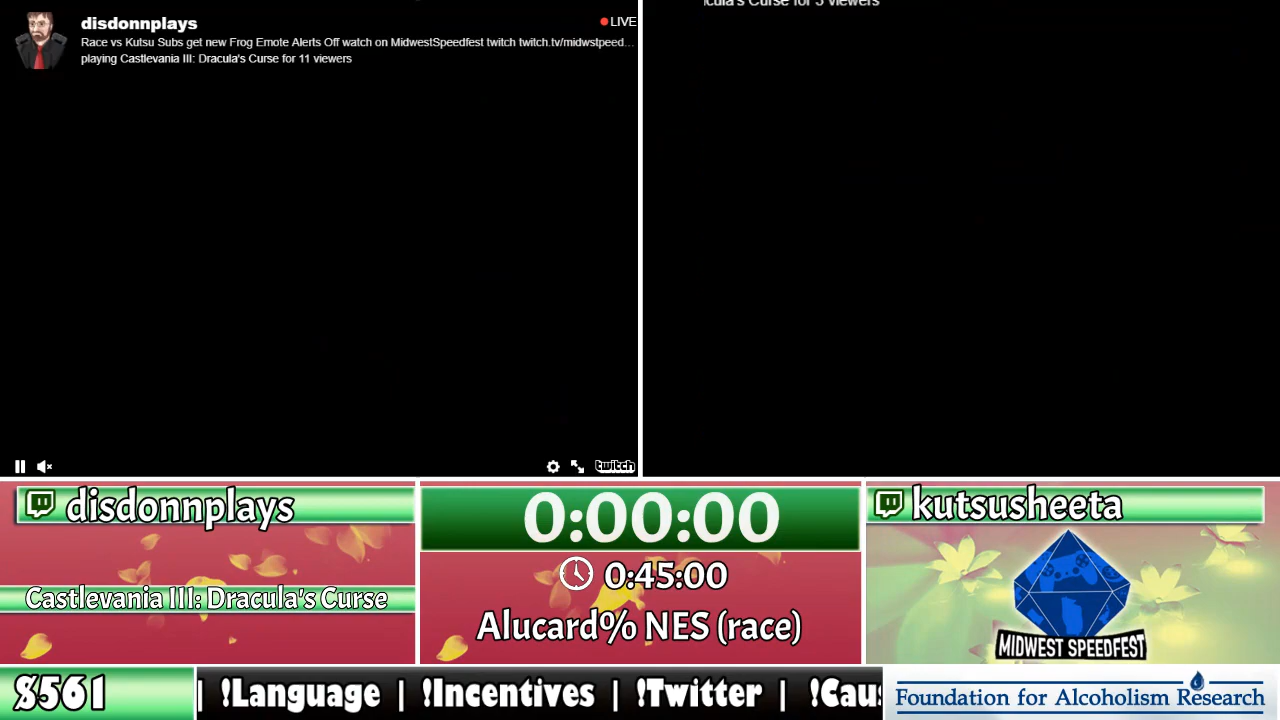 disdonnplays
LIVE
Race vs Kutsu Subs get new Frog Emote Alerts Off watch on MidwestSpeedfest twitch twitch.tv/midwstpeed...
playing Castlevania III: Dracula's Curse for 11 viewers
cula's Curse for 5 viewers
twitch
disdonnplays
Castlevania III: Dracula's Curse
0:00:00
0:45:00
Alucard% NES (race)
kutsusheeta
MIDWEST SPEEDFEST
$561
| !Language | !Incentives | !Twitter | !Cau
Foundation for Alcoholism Research